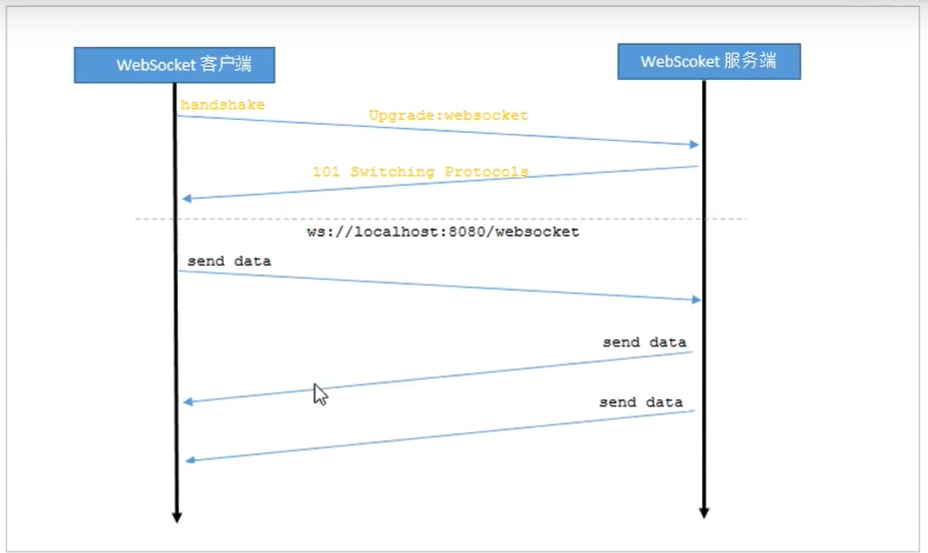 WebSocket 客户端
WebScoket 服务端
handshake
Upgrade:websocket
101 Switching Protocols
ws://localhost:8080/websocket
send data
send data
send data